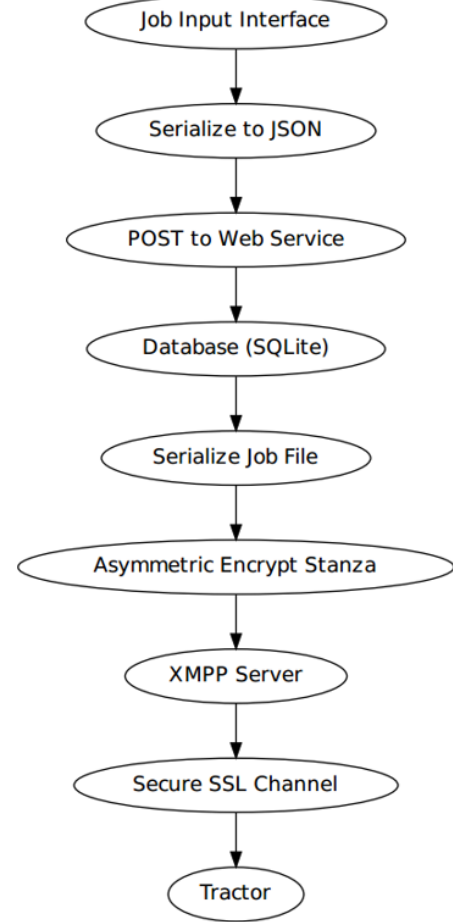 Job Input Interface
Serialize to JSON
POST to Web Service
Database (SQLite)
Serialize Job File
Asymmetric Encrypt Stanza
XMPP Server
Secure SSL Channel
Tractor